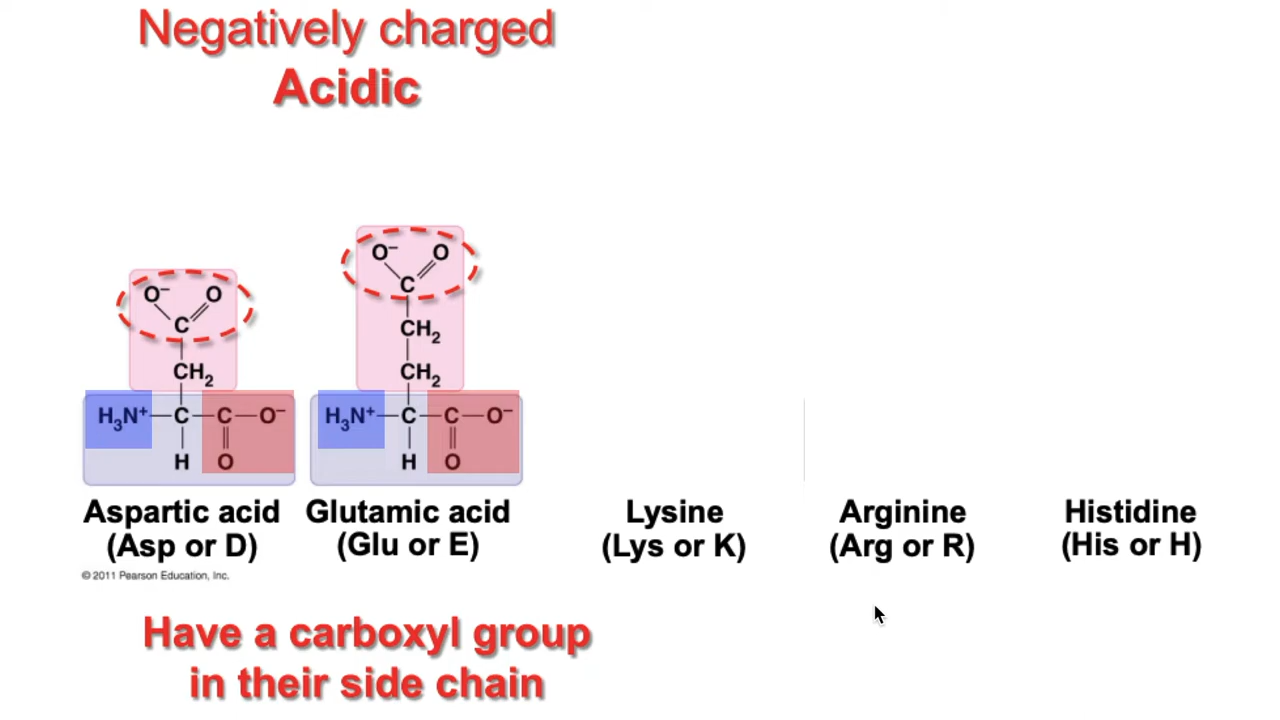 Negatively charged
Acidic
O⁻ O
C
CH₂
H₃N⁺—C—C—O⁻
H O
O⁻ O
C
CH₂
CH₂
H₃N⁺—C—C—O⁻
H O
Aspartic acid
(Asp or D)
Glutamic acid
(Glu or E)
Lysine
(Lys or K)
Arginine
(Arg or R)
Histidine
(His or H)
© 2011 Pearson Education, Inc.
Have a carboxyl group
in their side chain